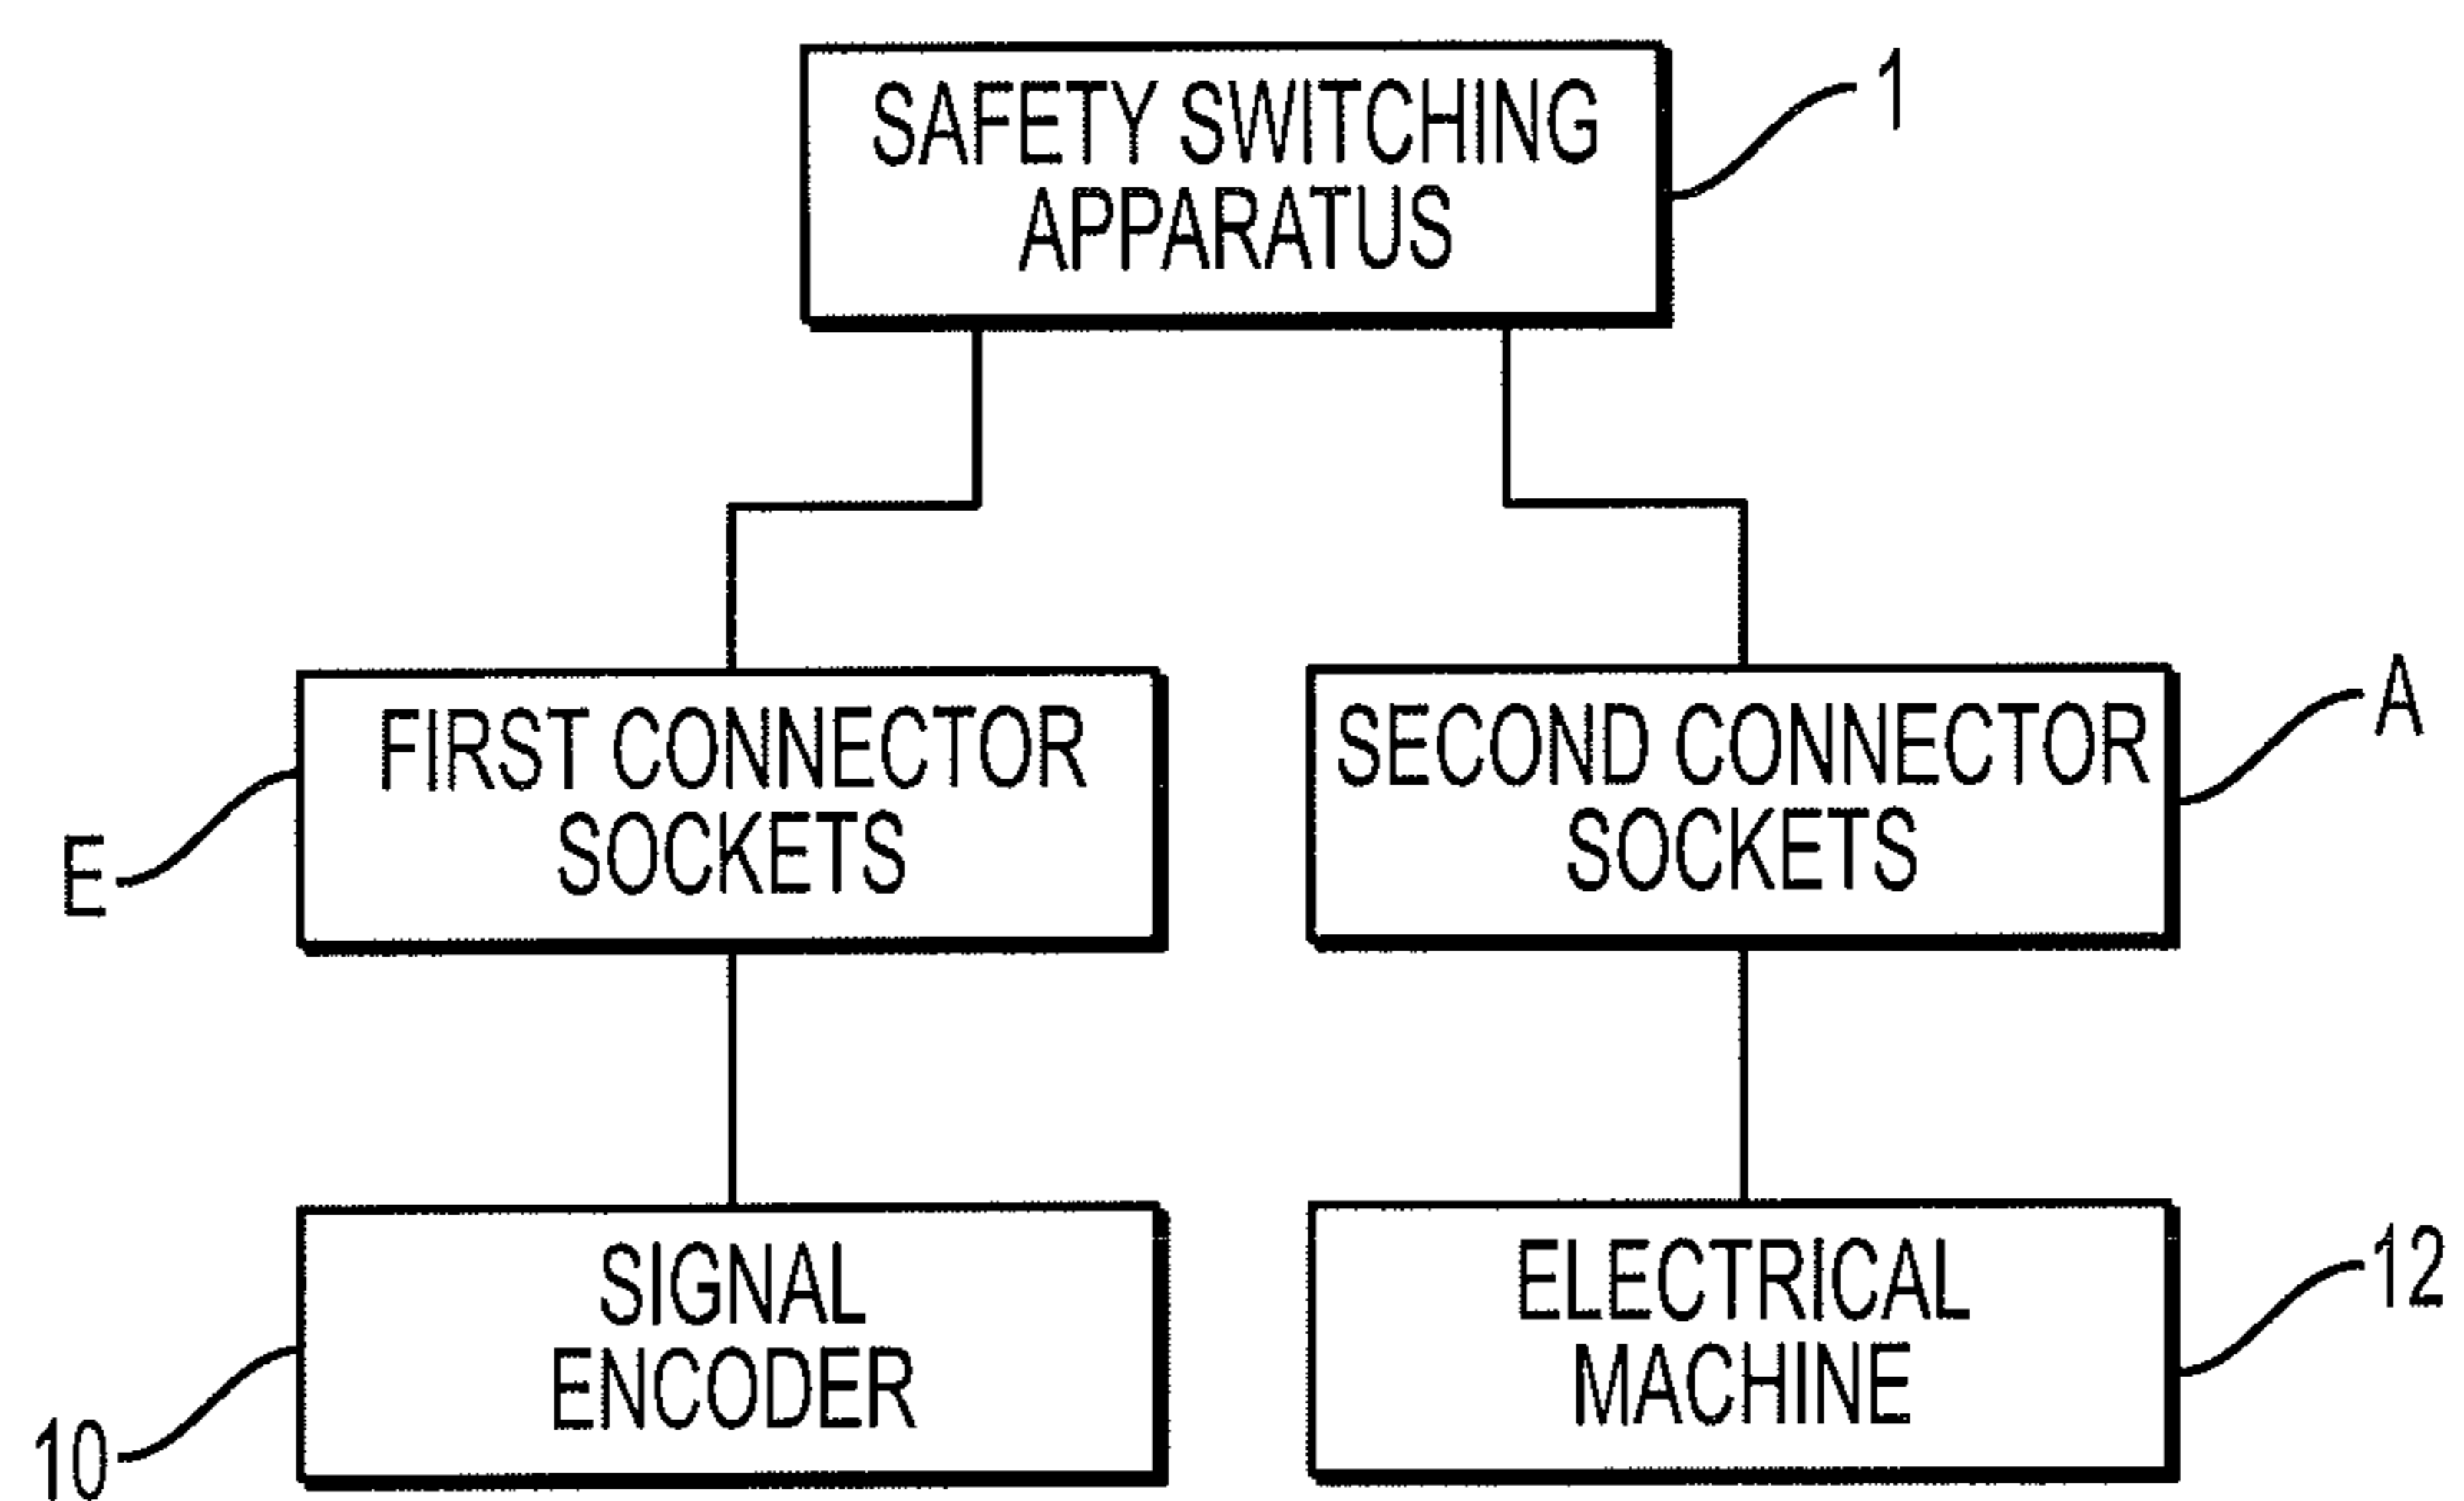 SAFETY SWITCHING
APPARATUS
1
FIRST CONNECTOR
SOCKETS
E
SECOND CONNECTOR
SOCKETS
A
SIGNAL
ENCODER
10
ELECTRICAL
MACHINE
12